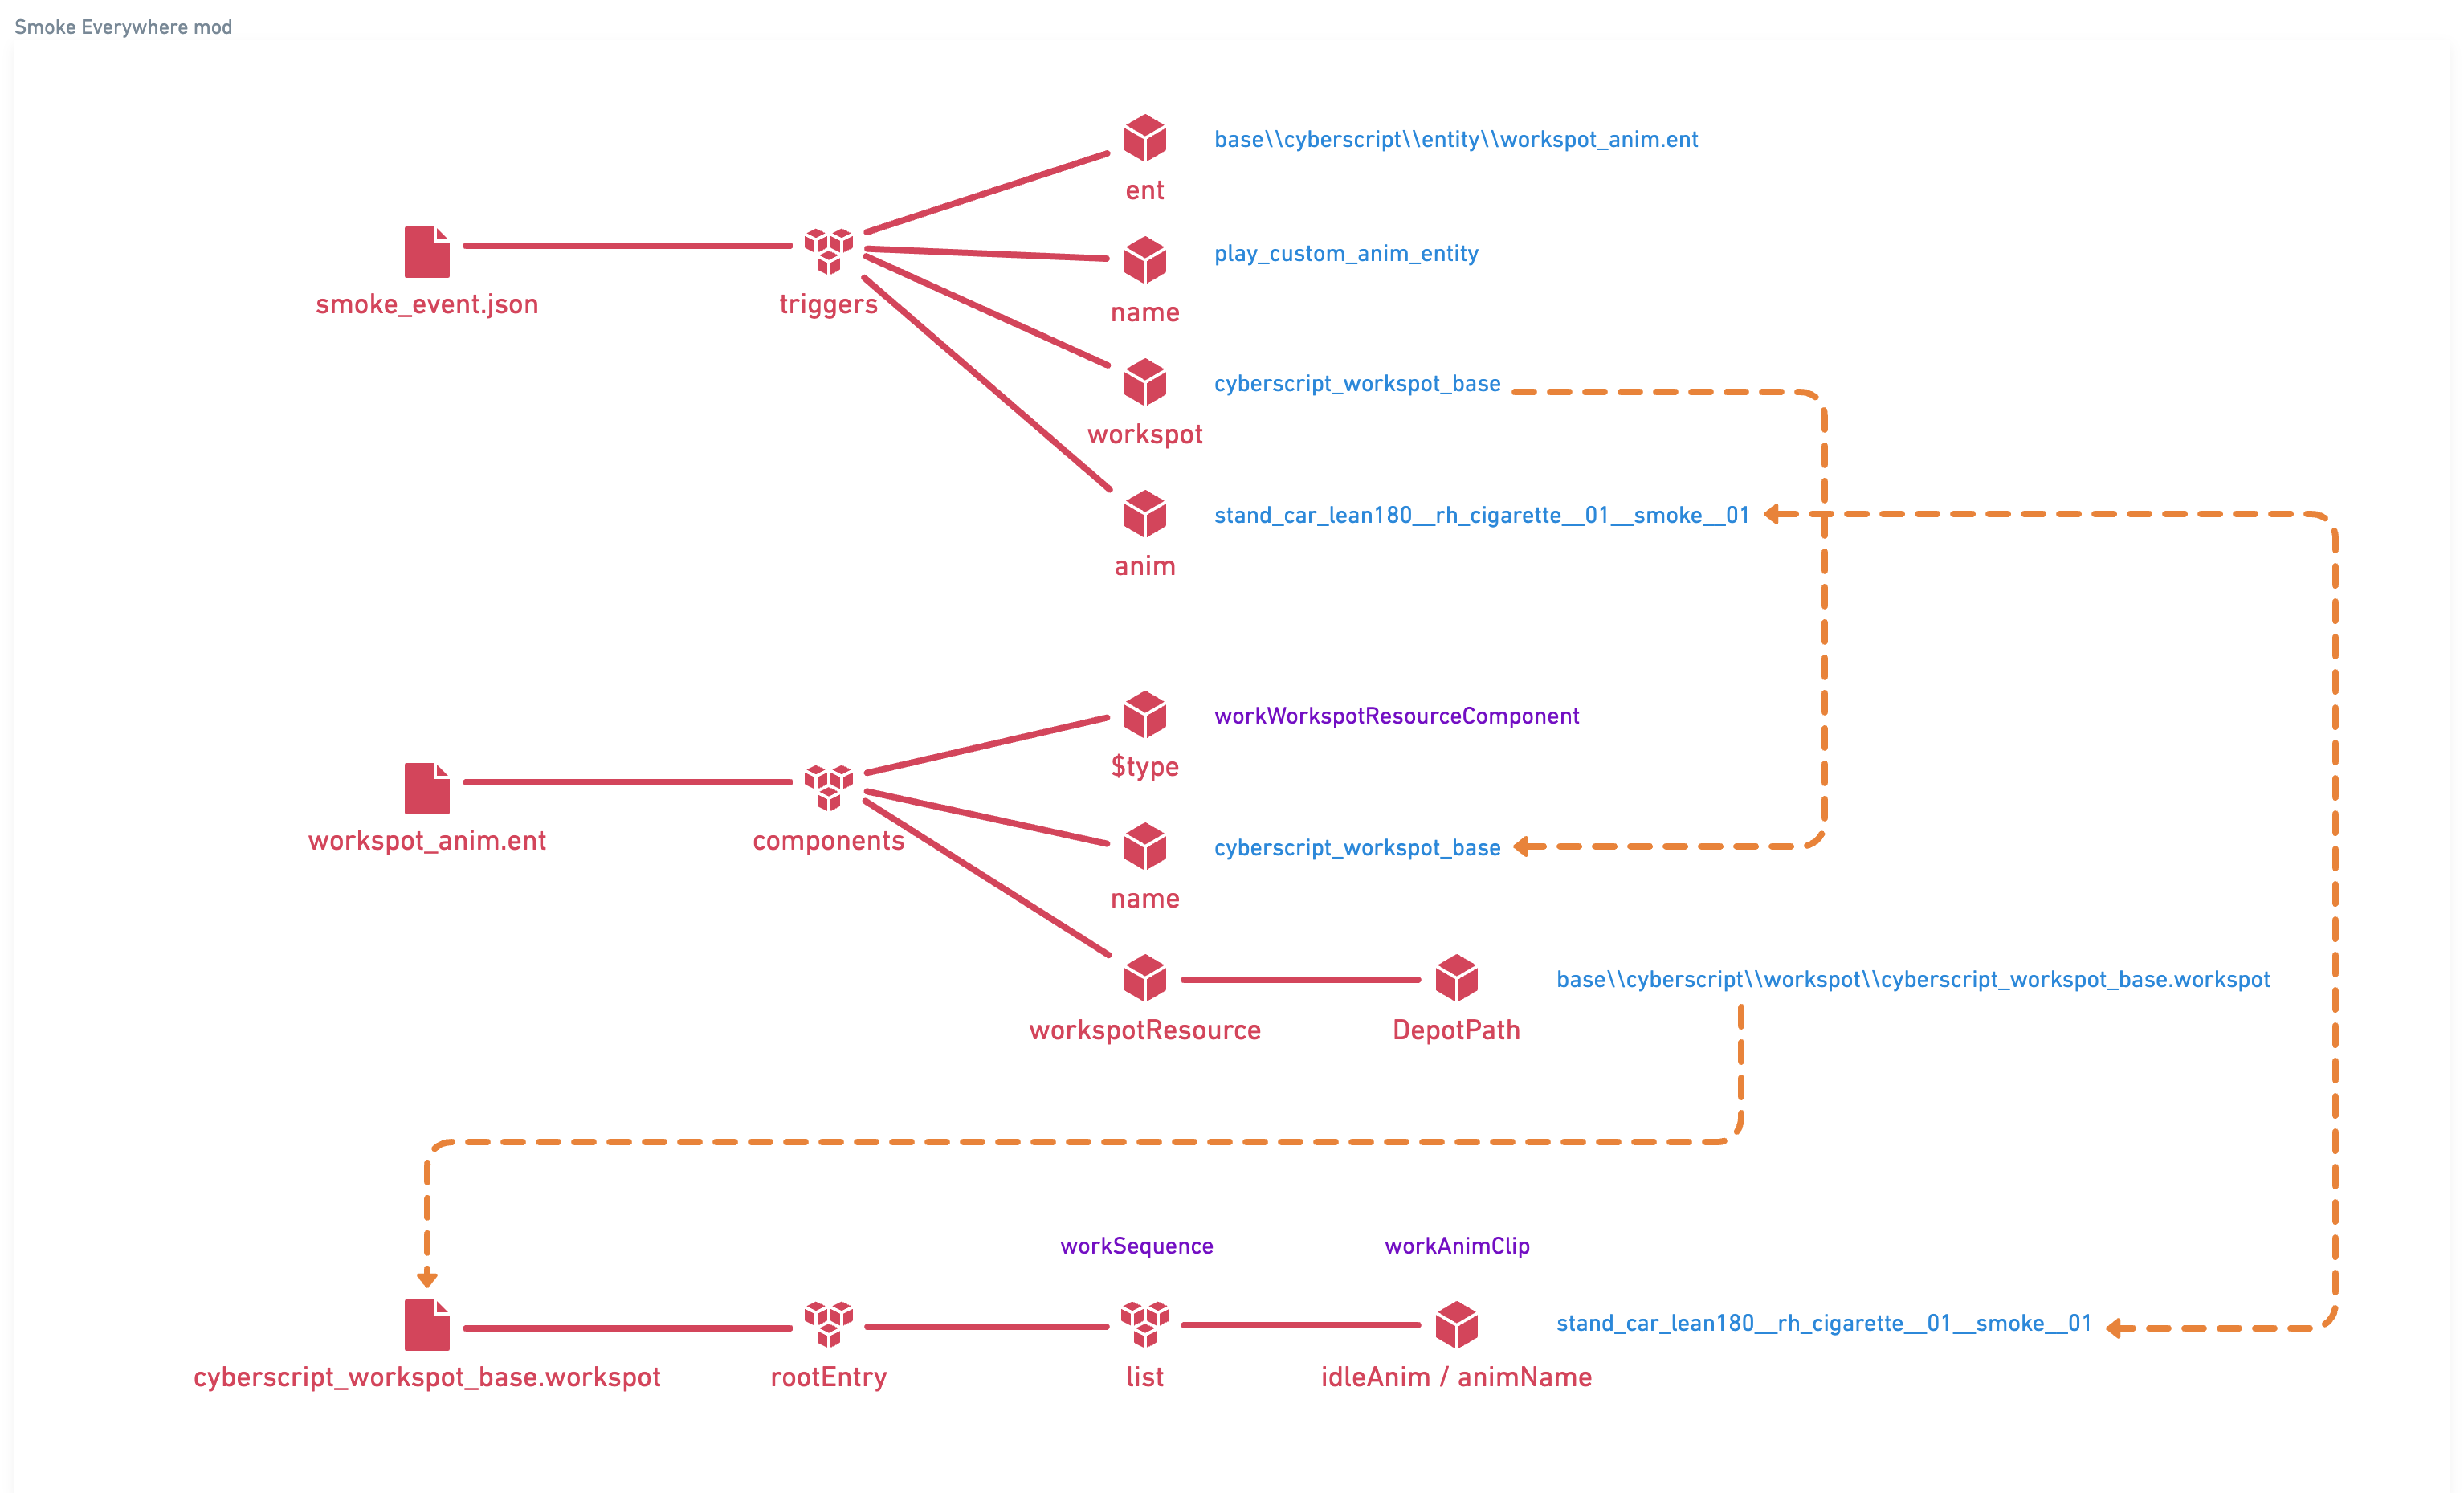 Smoke Everywhere mod
base\\cyberscript\\entity\\workspot_anim.ent
ent
play_custom_anim_entity
smoke_event.json
triggers
name
cyberscript_workspot_base
workspot
stand_car_lean180__rh_cigarette__01__smoke__01
anim
workWorkspotResourceComponent
$type
workspot_anim.ent
components
cyberscript_workspot_base
name
base\\cyberscript\\workspot\\cyberscript_workspot_base.workspot
workspotResource
DepotPath
workSequence
workAnimClip
stand_car_lean180__rh_cigarette__01__smoke__01
cyberscript_workspot_base.workspot
rootEntry
list
idleAnim / animName